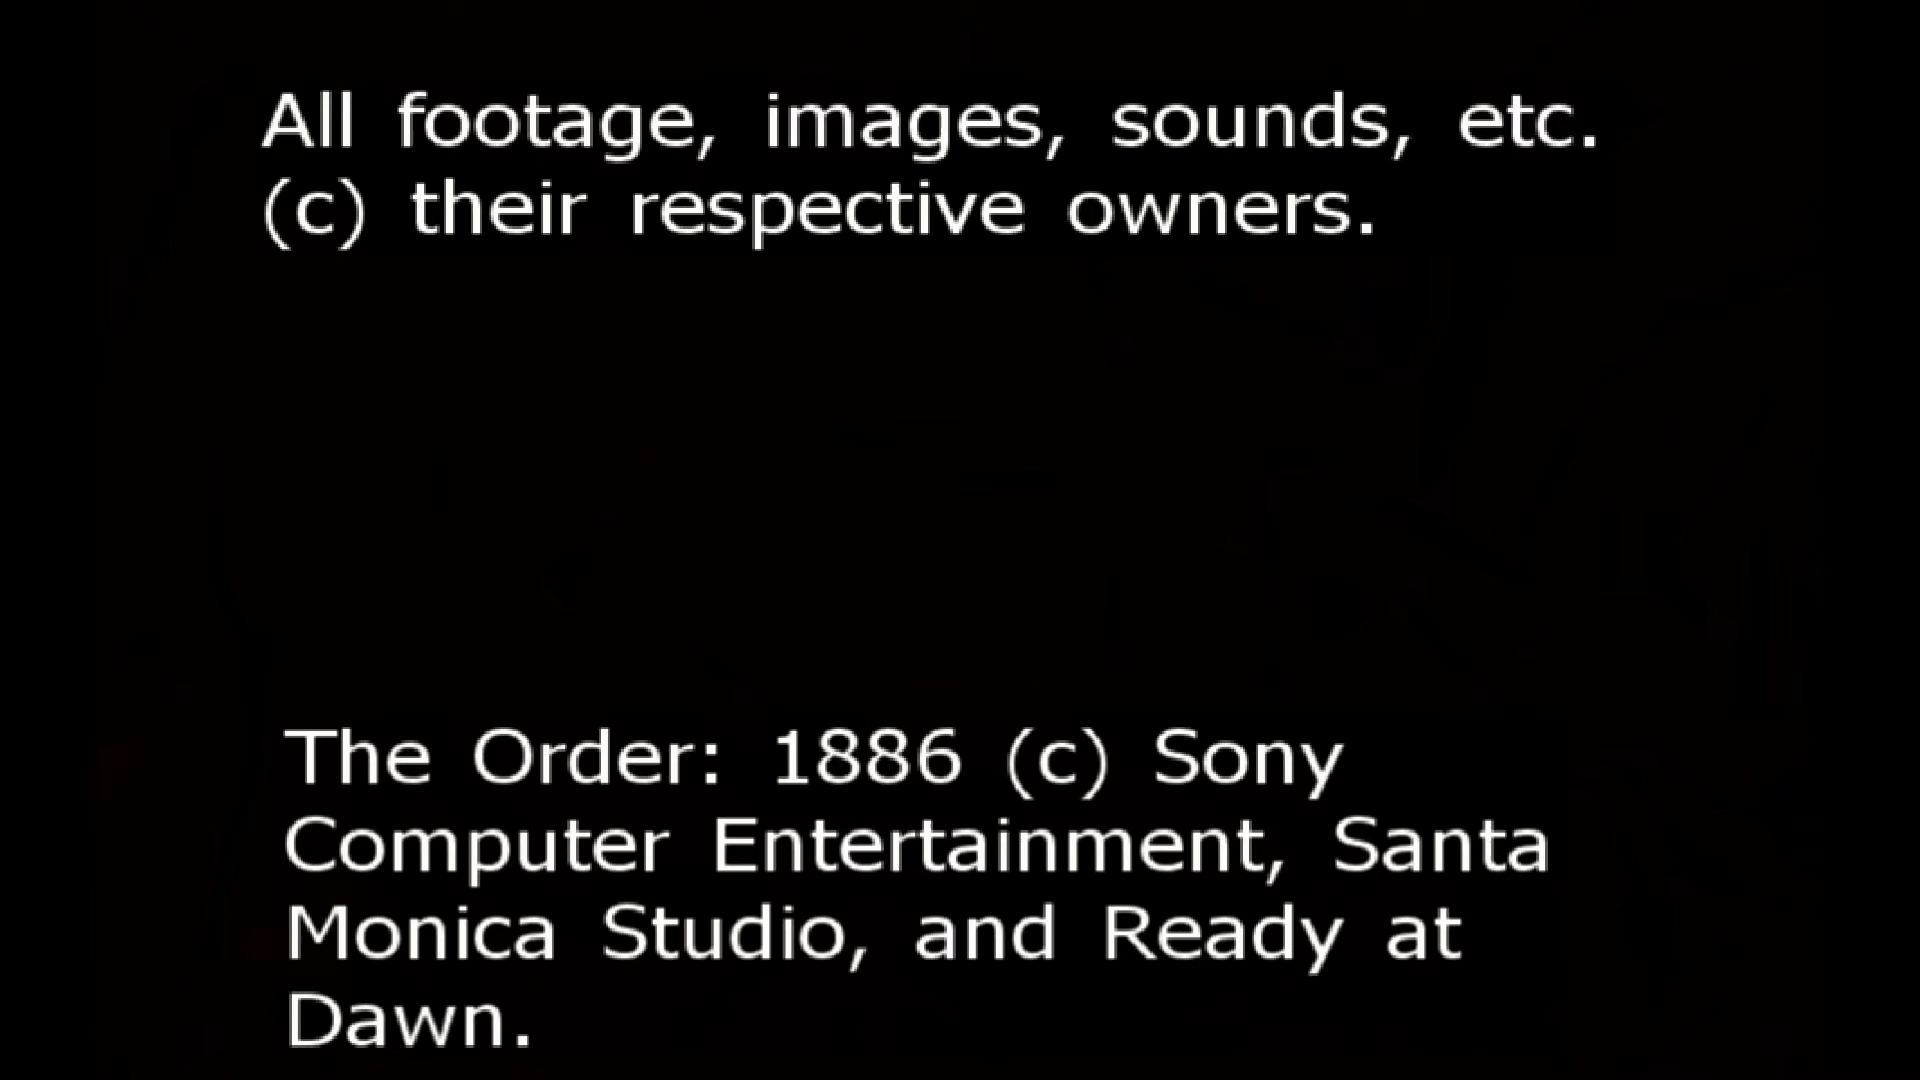 All footage, images, sounds, etc.
(c) their respective owners.
The Order: 1886 (c) Sony
Computer Entertainment, Santa
Monica Studio, and Ready at
Dawn.